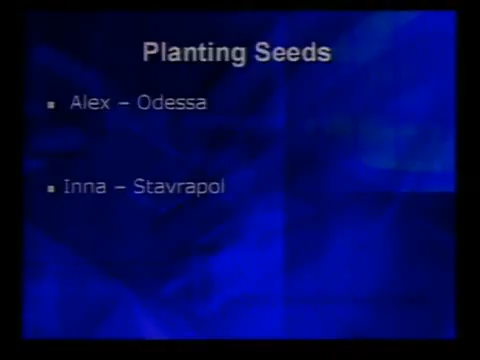 Planting Seeds
Alex – Odessa
Inna – Stavrapol